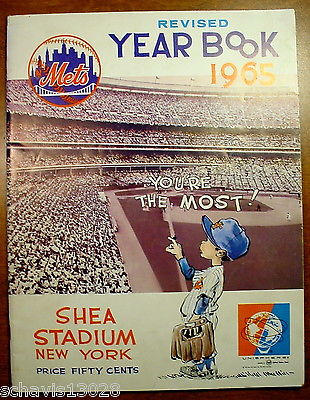 REVISED
YEAR BOOK
1965
Mets
YOU'RE
THE MOST!
SHEA
STADIUM
NEW YORK
PRICE FIFTY CENTS
UNISPHERE
schavis13028